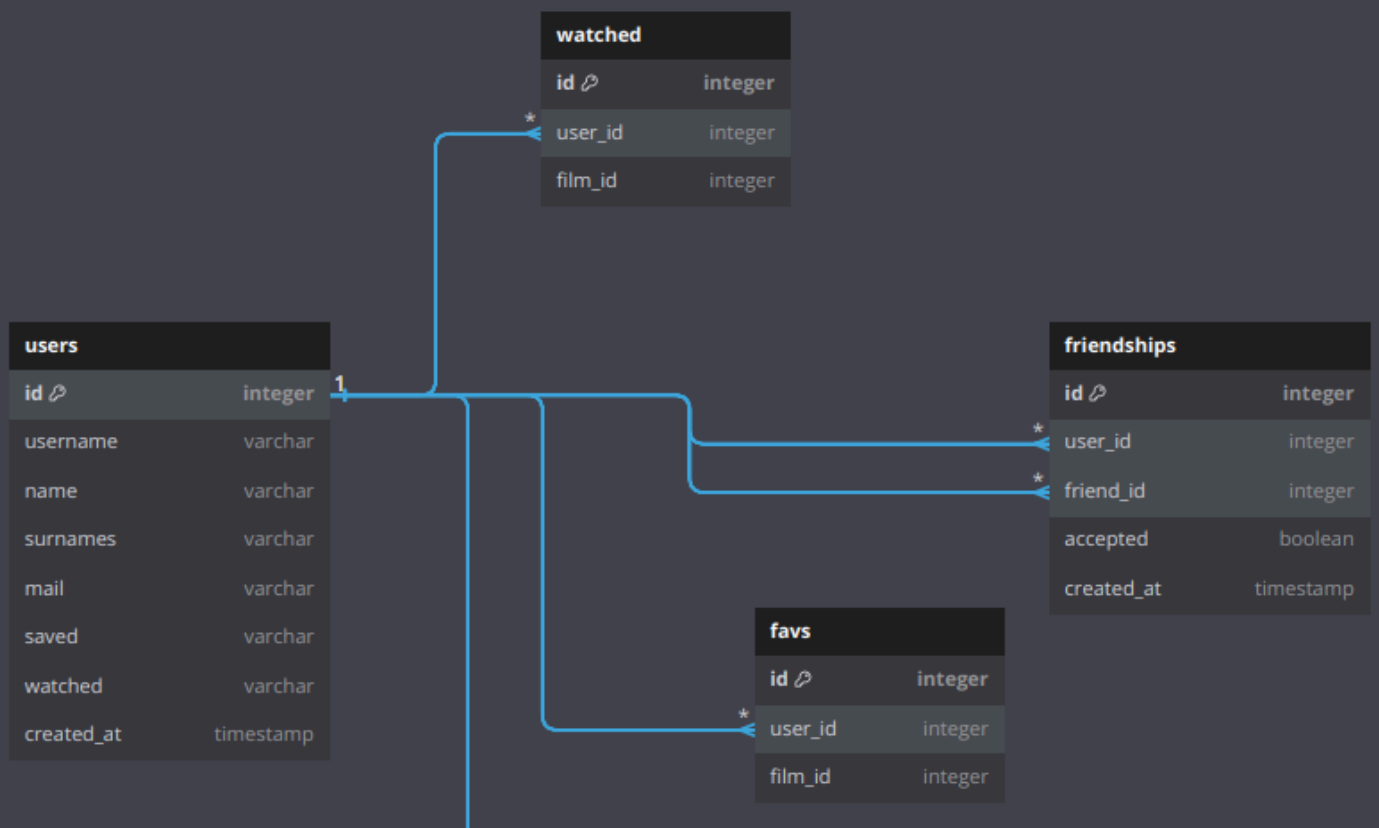 watched
id integer
* user_id integer
film_id integer
users
id integer 1
username varchar
name varchar
surnames varchar
mail varchar
saved varchar
watched varchar
created_at timestamp
friendships
id integer
* user_id integer
* friend_id integer
accepted boolean
created_at timestamp
favs
id integer
* user_id integer
film_id integer